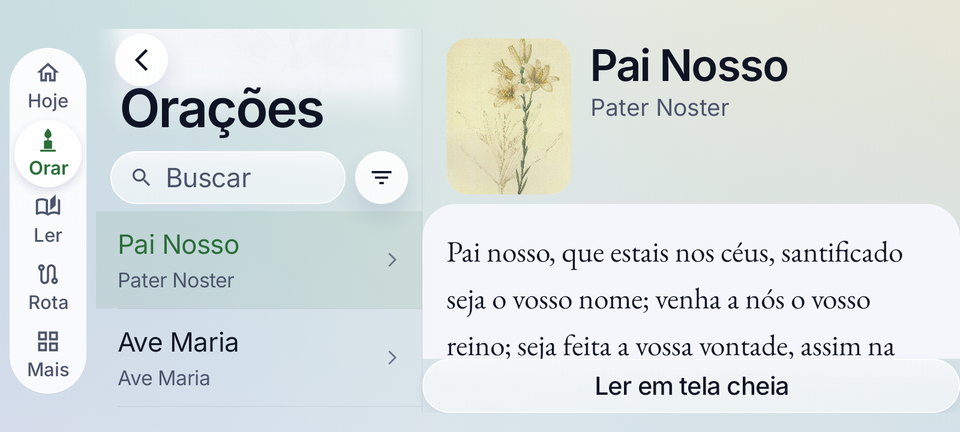 Hoje
Orar
Ler
Rota
Mais
Orações
Buscar
Pai Nosso
Pater Noster
Ave Maria
Ave Maria
Pai Nosso
Pater Noster
Pai nosso, que estais nos céus, santificado
seja o vosso nome; venha a nós o vosso
reino; seja feita a vossa vontade, assim na
Ler em tela cheia